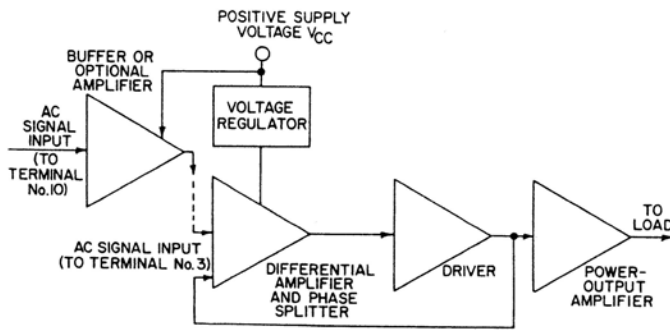 POSITIVE SUPPLY
VOLTAGE VCC
BUFFER OR
OPTIONAL
AMPLIFIER
VOLTAGE
REGULATOR
AC
SIGNAL
INPUT
(TO
TERMINAL
No.10)
AC SIGNAL INPUT
(TO TERMINAL No.3)
DIFFERENTIAL
AMPLIFIER
AND PHASE
SPLITTER
DRIVER
TO
LOAD
POWER-
OUTPUT
AMPLIFIER